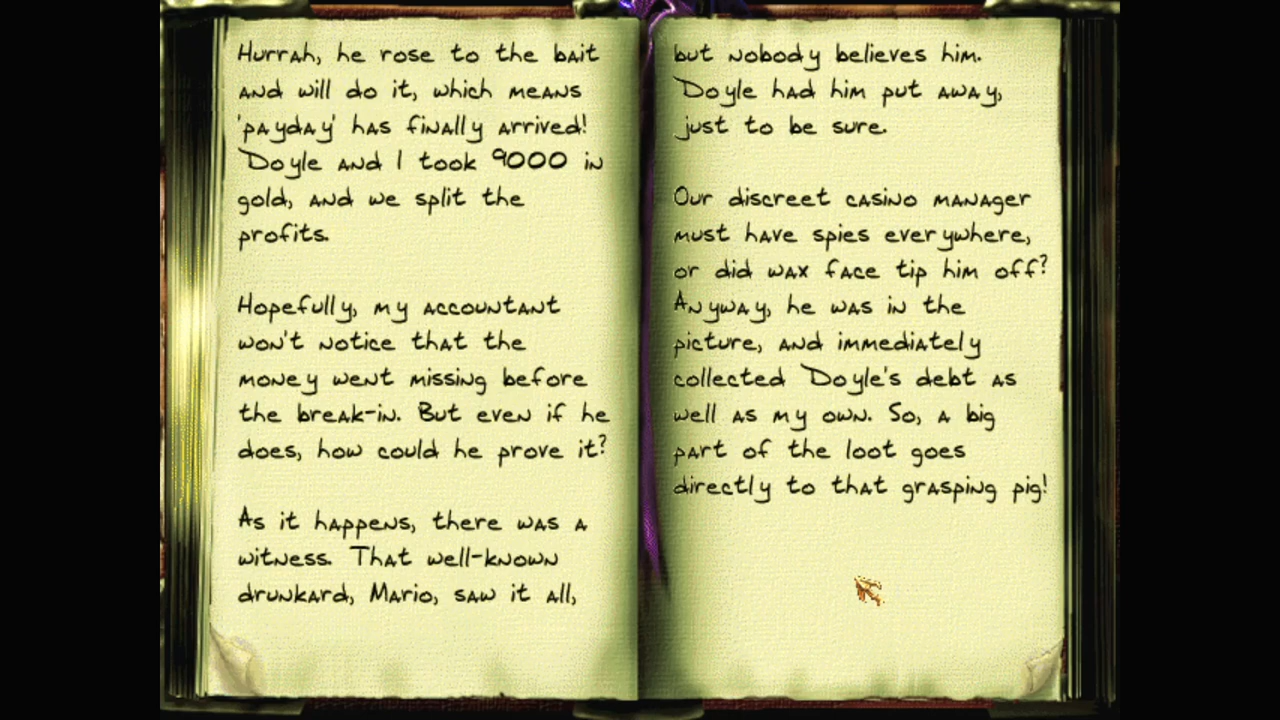 Hurrah, he rose to the bait
and will do it, which means
'payday' has finally arrived!
Doyle and I took 9000 in
gold, and we split the
profits.
Hopefully, my accountant
won't notice that the
money went missing before
the break-in. But even if he
does, how could he prove it?
As it happens, there was a
witness. That well-known
drunkard, Mario, saw it all,
but nobody believes him.
Doyle had him put away,
just to be sure.
Our discreet casino manager
must have spies everywhere,
or did wax face tip him off?
Anyway, he was in the
picture, and immediately
collected Doyle's debt as
well as my own. So, a big
part of the loot goes
directly to that grasping pig!